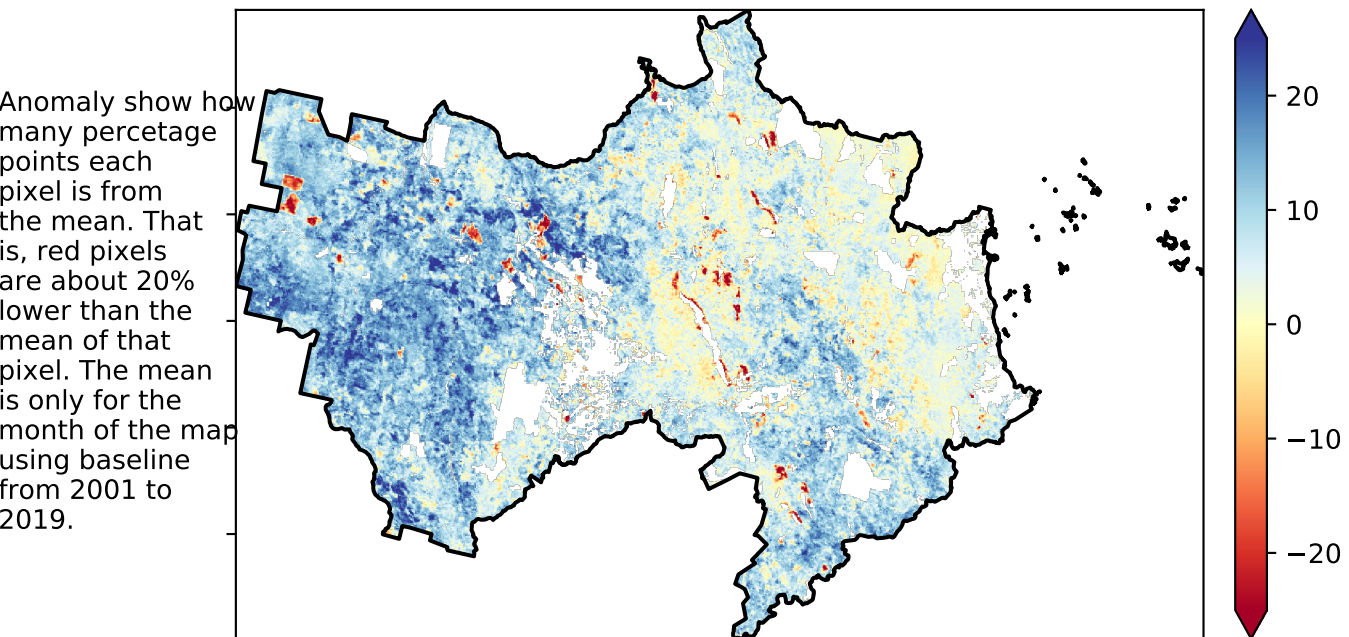 Anomaly show how
many percetage
points each
pixel is from
the mean. That
is, red pixels
are about 20%
lower than the
mean of that
pixel. The mean
is only for the
month of the map
using baseline
from 2001 to
2019.
20
10
0
−10
−20